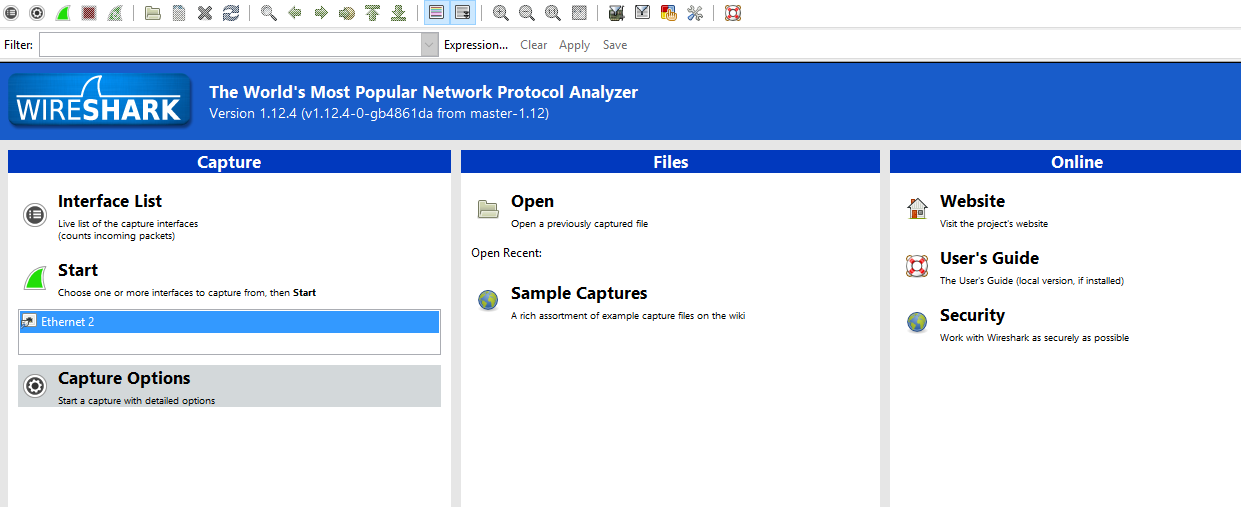 Filter:
Expression... Clear Apply Save
WIRESHARK
The World's Most Popular Network Protocol Analyzer
Version 1.12.4 (v1.12.4-0-gb4861da from master-1.12)
Capture
Interface List
Live list of the capture interfaces
(counts incoming packets)
Start
Choose one or more interfaces to capture from, then Start
Ethernet 2
Capture Options
Start a capture with detailed options
Files
Open
Open a previously captured file
Open Recent:
Sample Captures
A rich assortment of example capture files on the wiki
Online
Website
Visit the project's website
User's Guide
The User's Guide (local version, if installed)
Security
Work with Wireshark as securely as possible